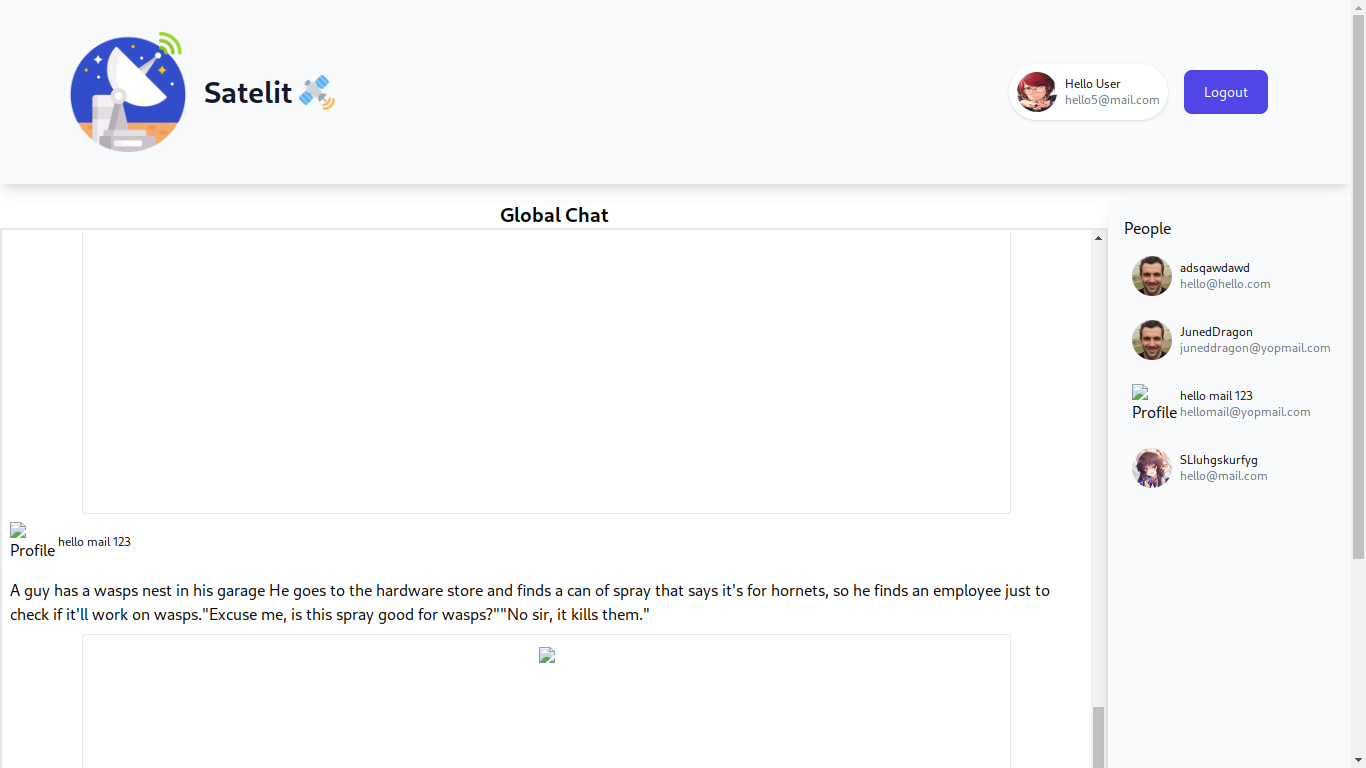 Satelit
Hello User
hello5@mail.com
Logout
Global Chat
People
adsqawdawd
hello@hello.com
JunedDragon
juneddragon@yopmail.com
Profile
hello mail 123
hellomail@yopmail.com
SLIuhgskurfyg
hello@mail.com
Profile
hello mail 123
A guy has a wasps nest in his garage He goes to the hardware store and finds a can of spray that says it's for hornets, so he finds an employee just to
check if it'll work on wasps."Excuse me, is this spray good for wasps?""No sir, it kills them."